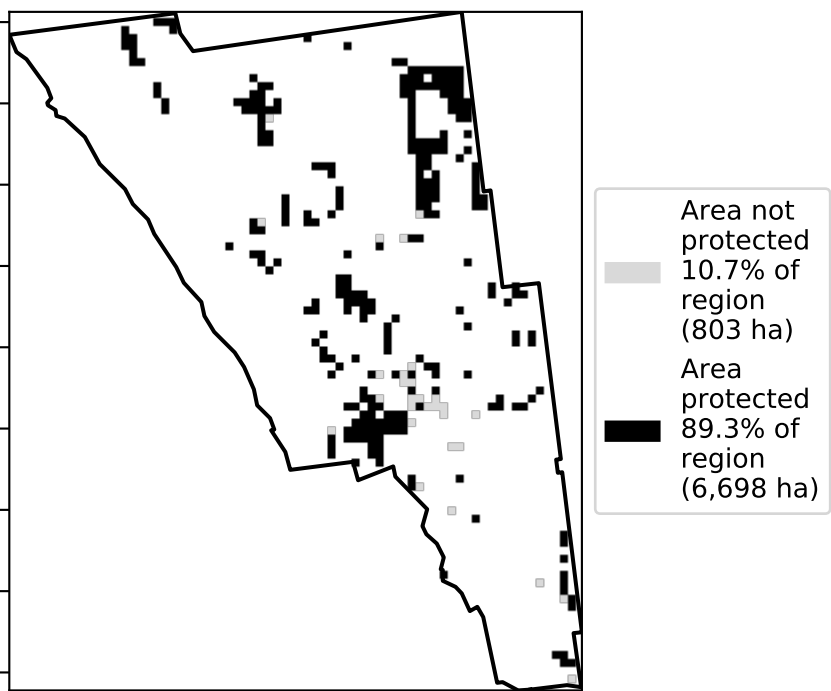 Area not
protected
10.7% of
region
(803 ha)
Area
protected
89.3% of
region
(6,698 ha)